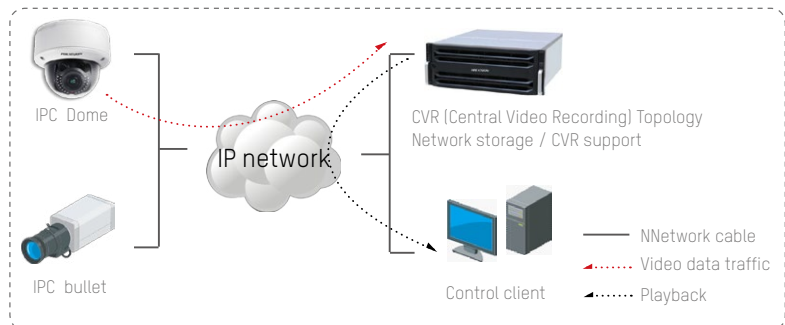 IPC Dome
IP network
CVR (Central Video Recording) Topology
Network storage / CVR support
IPC bullet
Control client
NNetwork cable
Video data traffic
Playback